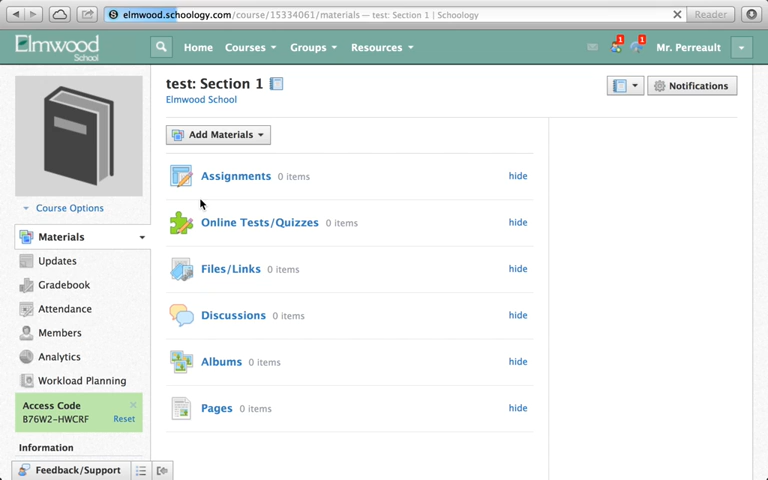 elmwood.schoology.com/course/15334061/materials — test: Section 1 | Schoology
Reader
Elmwood
School
Home
Courses
Groups
Resources
1
1
Mr. Perreault
test: Section 1
Elmwood School
Notifications
Add Materials
Assignments 0 items hide
Online Tests/Quizzes 0 items hide
Files/Links 0 items hide
Discussions 0 items hide
Albums 0 items hide
Pages 0 items hide
Course Options
Materials
Updates
Gradebook
Attendance
Members
Analytics
Workload Planning
Access Code
B76W2-HWCRF Reset
Information
Feedback/Support